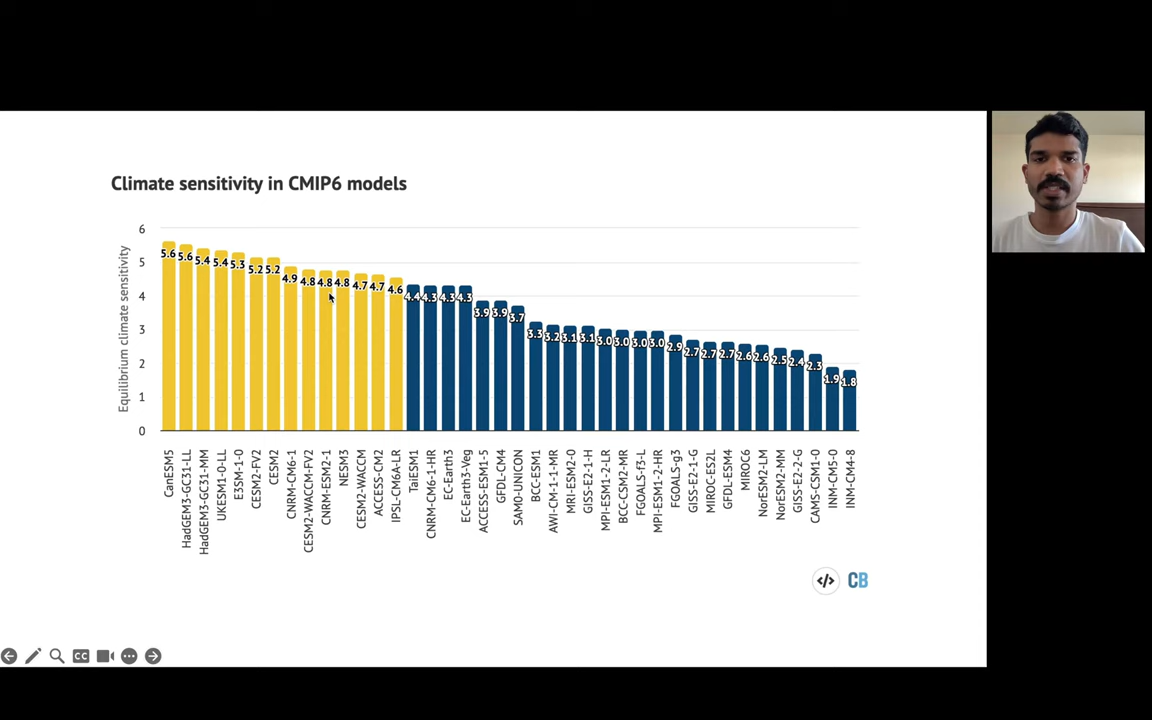 Climate sensitivity in CMIP6 models
Equilibrium climate sensitivity
6
5
4
3
2
1
0
5.6 5.6 5.4 5.4 5.3 5.2 5.2 4.9 4.8 4.8 4.8 4.7 4.7 4.6 4.4 4.3 4.3 4.3 3.9 3.9 3.7 3.3 3.2 3.1 3.1 3.0 3.0 3.0 3.0 2.9 2.7 2.7 2.7 2.6 2.6 2.5 2.4 2.3 1.9 1.8
CanESM5
HadGEM3-GC31-LL
HadGEM3-GC31-MM
UKESM1-0-LL
E3SM-1-0
CESM2-FV2
CESM2
CNRM-CM6-1
CESM2-WACCM-FV2
CNRM-ESM2-1
NESM3
CESM2-WACCM
ACCESS-CM2
IPSL-CM6A-LR
TaiESM1
CNRM-CM6-1-HR
EC-Earth3
EC-Earth3-Veg
ACCESS-ESM1-5
GFDL-CM4
SAM0-UNICON
BCC-ESM1
AWI-CM-1-1-MR
MRI-ESM2-0
GISS-E2-1-H
MPI-ESM1-2-LR
BCC-CSM2-MR
FGOALS-f3-L
MPI-ESM1-2-HR
FGOALS-g3
GISS-E2-1-G
MIROC-ES2L
GFDL-ESM4
MIROC6
NorESM2-LM
NorESM2-MM
GISS-E2-2-G
CAMS-CSM1-0
INM-CM5-0
INM-CM4-8
</> CB
CC